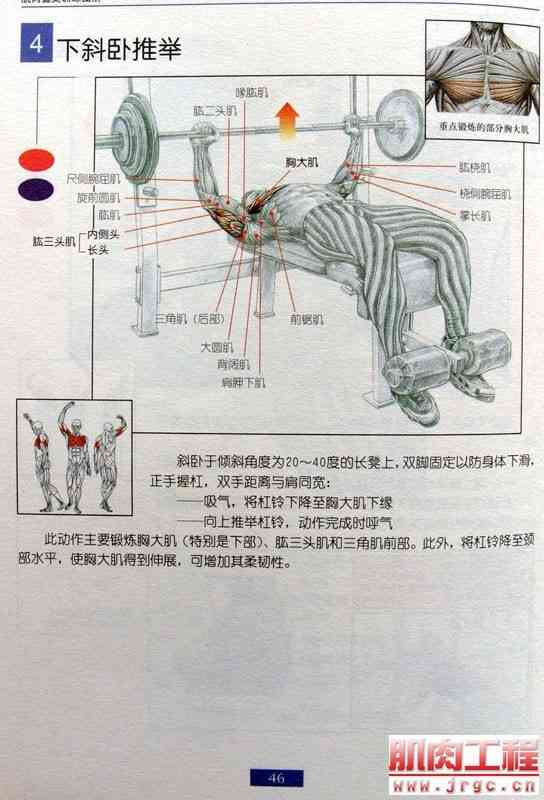 4 下斜卧推举
重点锻炼的部分胸大肌
喙肱肌
肱二头肌
胸大肌
尺侧腕屈肌
旋前圆肌
肱肌
肱三头肌
内侧头
长头
肱桡肌
桡侧腕屈肌
掌长肌
三角肌（后部）
前锯肌
大圆肌
背阔肌
肩胛下肌
斜卧于倾斜角度为20～40度的长凳上，双脚固定以防身体下滑，
正手握杠，双手距离与肩同宽：
——吸气，将杠铃下降至胸大肌下缘
——向上推举杠铃，动作完成时呼气
此动作主要锻炼胸大肌（特别是下部）、肱三头肌和三角肌前部。此外，将杠铃降至颈
部水平，使胸大肌得到伸展，可增加其柔韧性。
46
肌肉工程
www.jrgc.cn